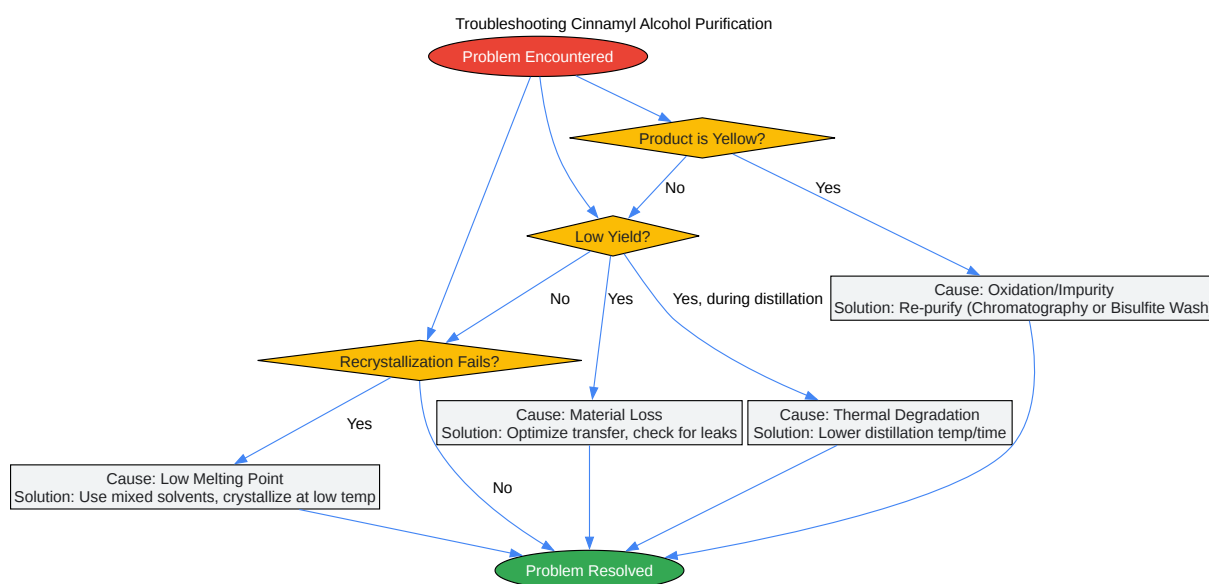 Troubleshooting Cinnamyl Alcohol Purification
Problem Encountered
Product is Yellow?
No
Yes
Low Yield?
Cause: Oxidation/Impurity
Solution: Re-purify (Chromatography or Bisulfite Wash
No
Yes
Yes, during distillation
Recrystallization Fails?
Cause: Material Loss
Solution: Optimize transfer, check for leaks
Cause: Thermal Degradation
Solution: Lower distillation temp/time
Yes
Cause: Low Melting Point
Solution: Use mixed solvents, crystallize at low temp
No
Problem Resolved